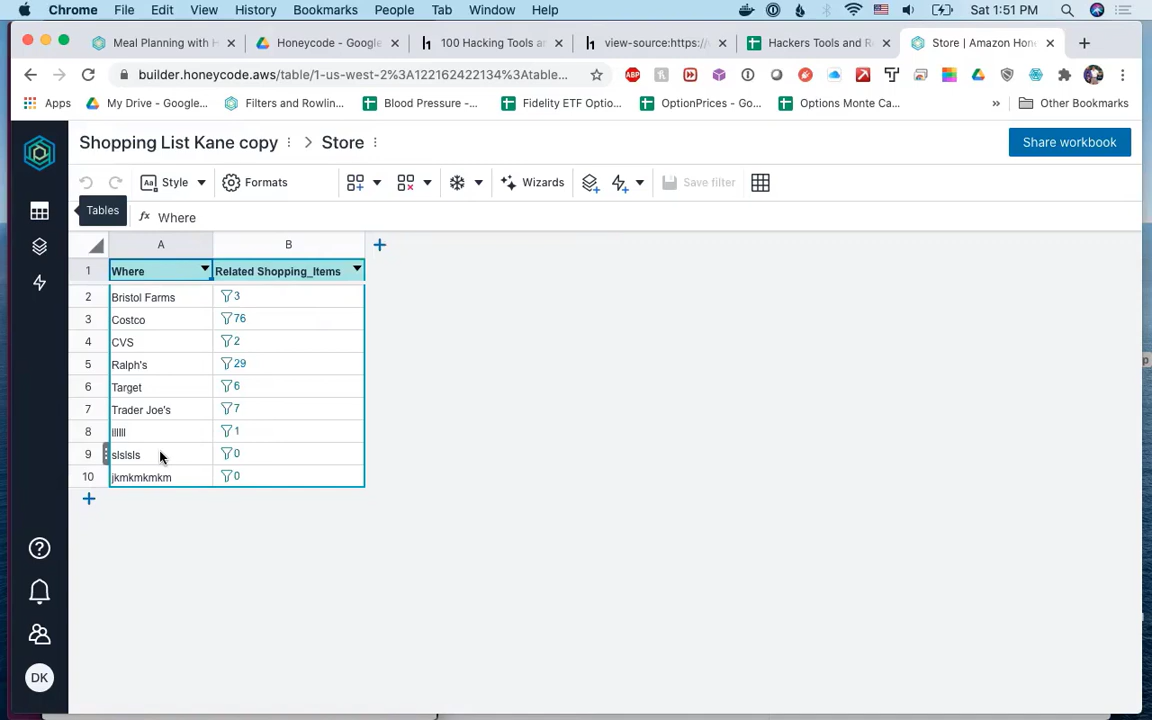 Chrome File Edit View History Bookmarks People Tab Window Help Sat 1:51 PM
Meal Planning with H Honeycode - Google 100 Hacking Tools an view-source:https:// Hackers Tools and R Store | Amazon Hon
builder.honeycode.aws/table/1-us-west-2%3A122162422134%3Atable... ABP
Apps My Drive - Google... Filters and Rowlin... Blood Pressure -... Fidelity ETF Optio... OptionPrices - Go... Options Monte Ca... » Other Bookmarks
Shopping List Kane copy > Store Share workbook
Style Formats Wizards Save filter
Tables fx Where
A B
1 Where Related Shopping_Items
2 Bristol Farms 3
3 Costco 76
4 CVS 2
5 Ralph's 29
6 Target 6
7 Trader Joe's 7
8 1
9 slslsls 0
10 jkmkmkmkm 0
DK